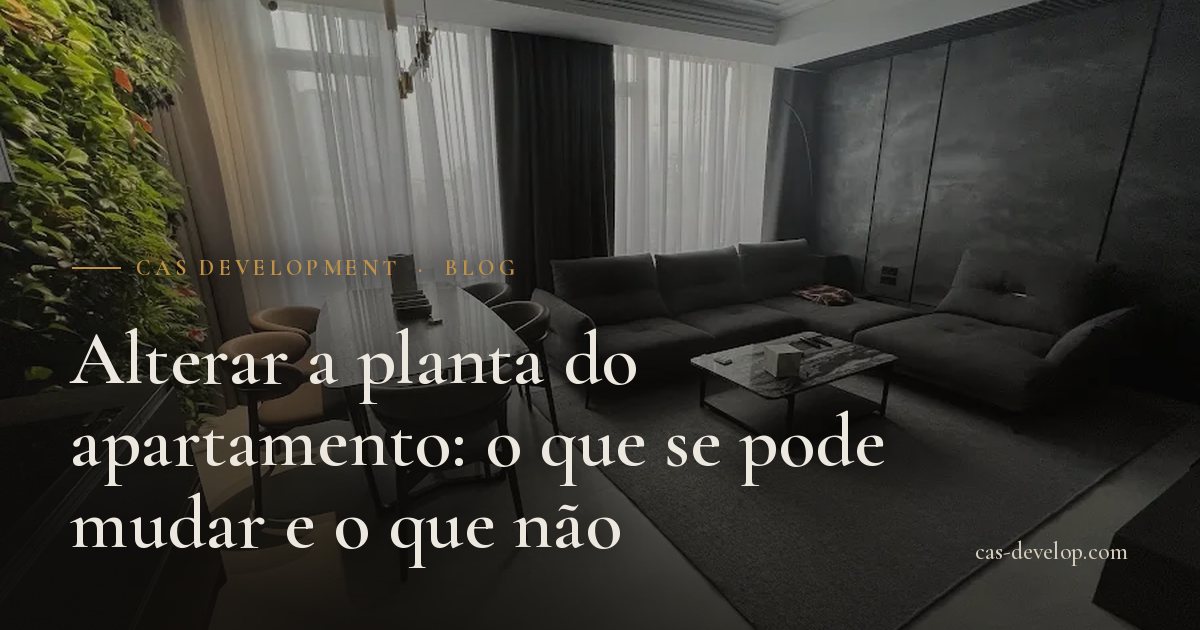 CAS DEVELOPMENT · BLOG
Alterar a planta do
apartamento: o que se pode
mudar e o que não
cas-develop.com